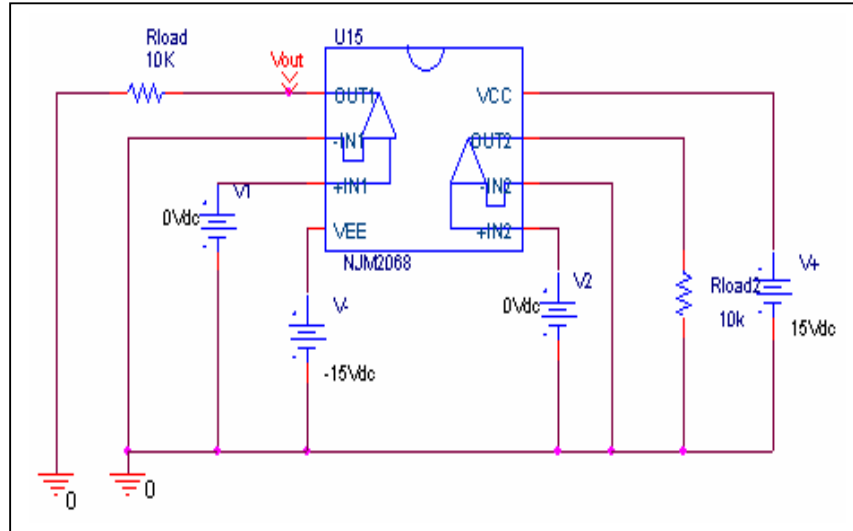 Rload
10K
Vout
U15
OUT1
VCC
-IN1
OUT2
+IN1
-IN2
VEE
+IN2
NJM2068
V1
0Vdc
V-
-15Vdc
V2
0Vdc
Rload2
10k
V+
15Vdc
0
0